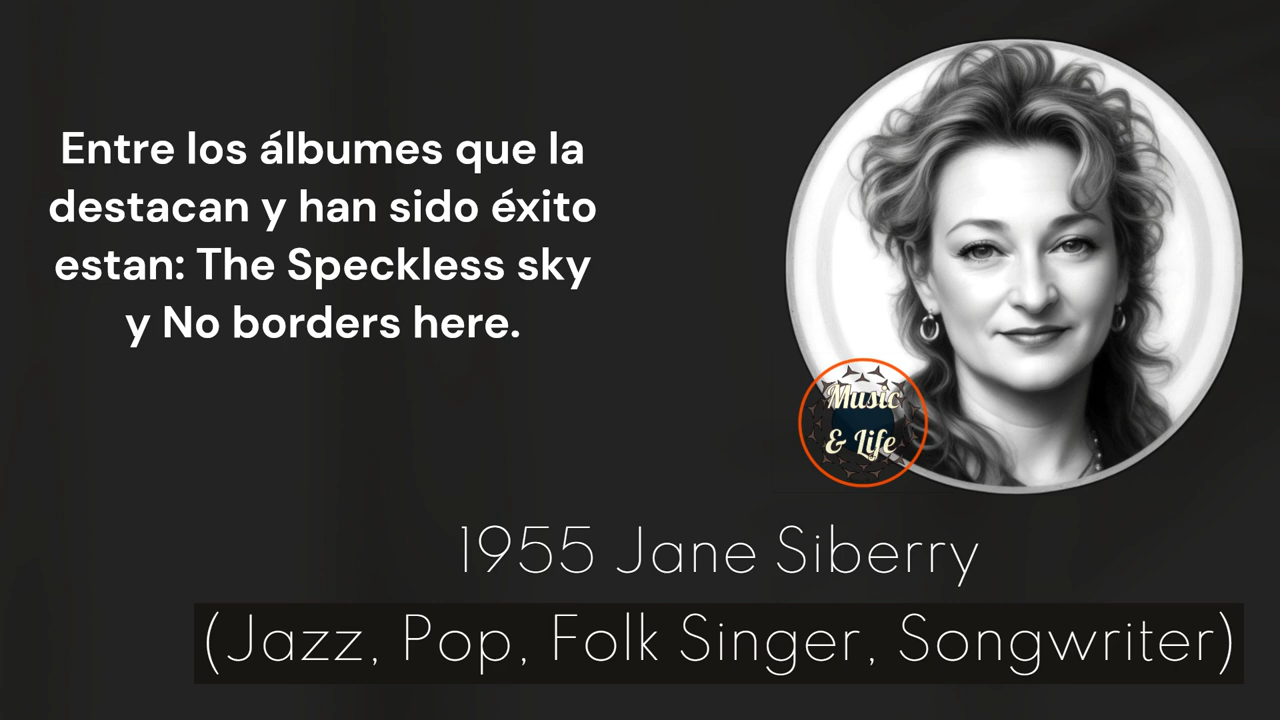 Entre los álbumes que la
destacan y han sido éxito
estan: The Speckless sky
y No borders here.
Music
& Life
1955 Jane Siberry
(Jazz, Pop, Folk Singer, Songwriter)